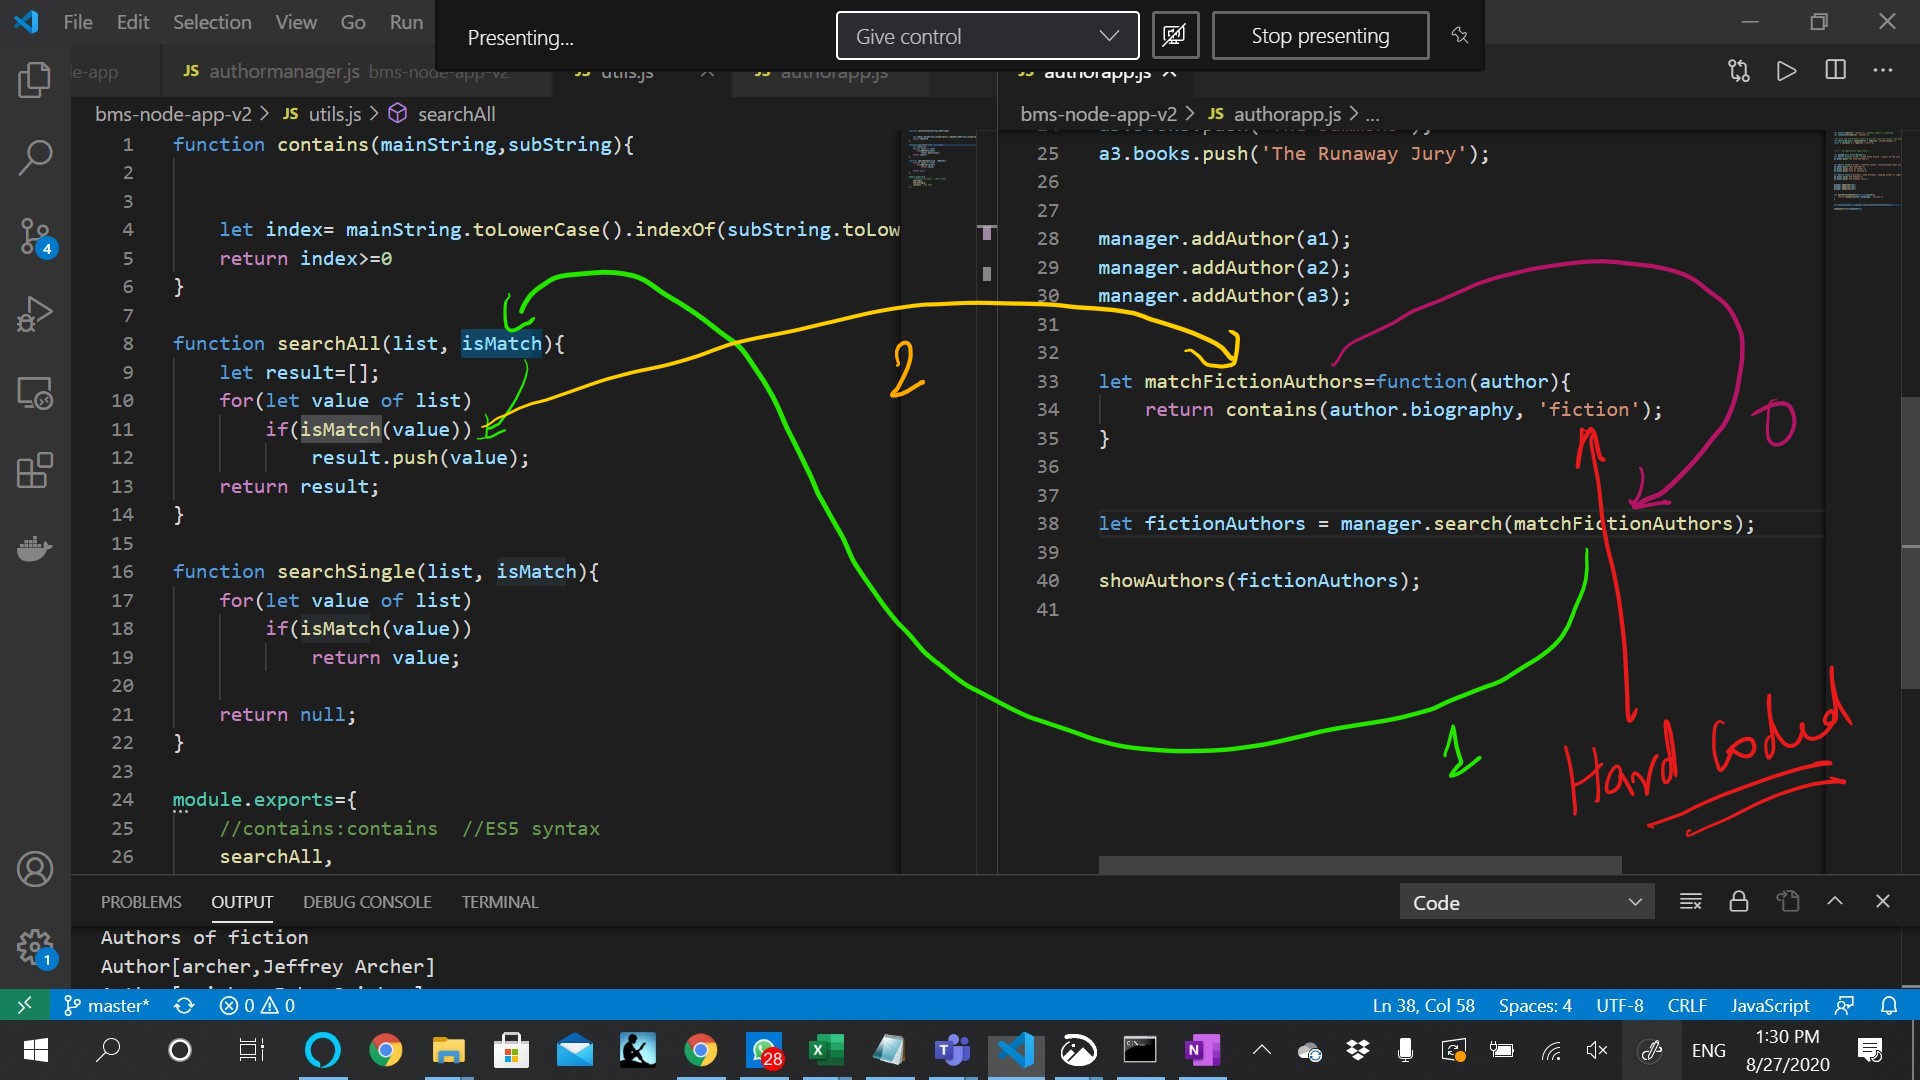 File Edit Selection View Go Run
Presenting...
Give control
Stop presenting
e-app
JS authormanager.js bms-node-app-v2
JS utils.js
JS authorapp.js
JS authorapp.js
bms-node-app-v2 > JS utils.js > searchAll
1 function contains(mainString,subString){
2
3
4 let index= mainString.toLowerCase().indexOf(subString.toLow
5 return index>=0
6 }
7
8 function searchAll(list, isMatch){
9 let result=[];
10 for(let value of list)
11 if(isMatch(value))
12 result.push(value);
13 return result;
14 }
15
16 function searchSingle(list, isMatch){
17 for(let value of list)
18 if(isMatch(value))
19 return value;
20
21 return null;
22 }
23
24 module.exports={
25 //contains:contains //ES5 syntax
26 searchAll,
bms-node-app-v2 > JS authorapp.js > ...
25 a3.books.push('The Runaway Jury');
26
27
28 manager.addAuthor(a1);
29 manager.addAuthor(a2);
30 manager.addAuthor(a3);
31
32
33 let matchFictionAuthors=function(author){
34 return contains(author.biography, 'fiction');
35 }
36
37
38 let fictionAuthors = manager.search(matchFictionAuthors);
39
40 showAuthors(fictionAuthors);
41
2
0
1
Hard Coded
4
1
PROBLEMS OUTPUT DEBUG CONSOLE TERMINAL
Code
Authors of fiction
Author[archer,Jeffrey Archer]
master* 0 0
Ln 38, Col 58 Spaces: 4 UTF-8 CRLF JavaScript
28
ENG
1:30 PM
8/27/2020